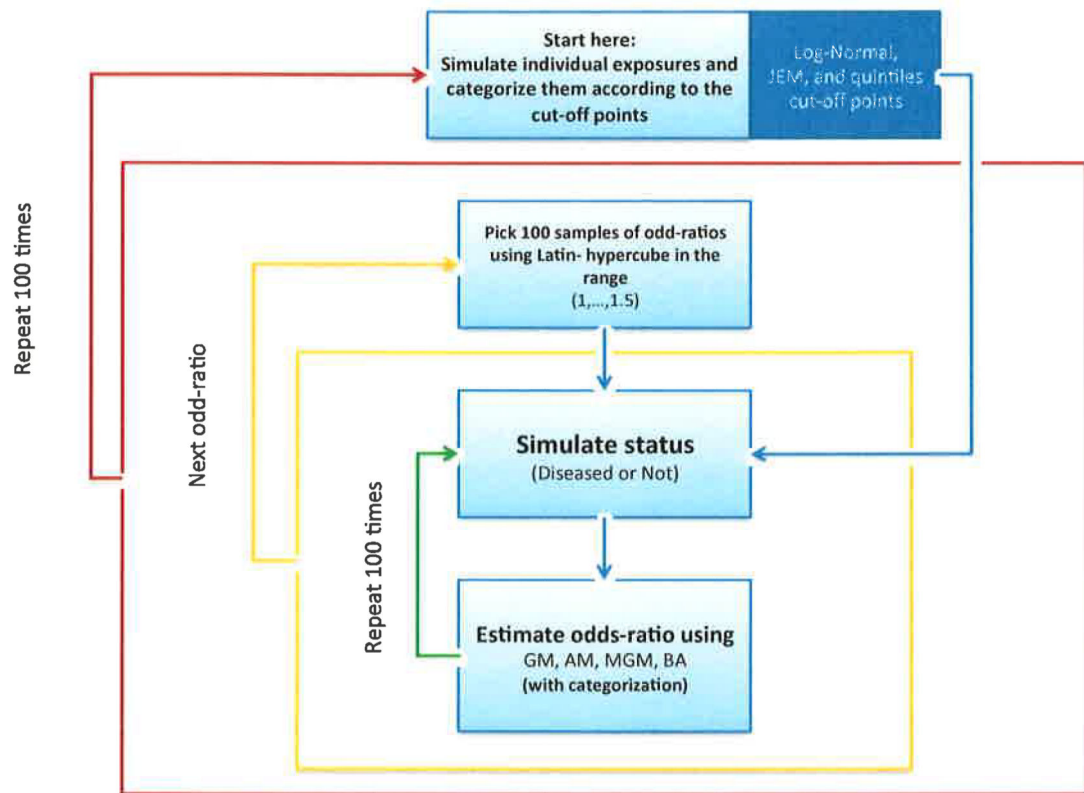 Start here:
Simulate individual exposures and
categorize them according to the
cut-off points
Log-Normal,
JEM, and quintiles
cut-off points
Repeat 100 times
Pick 100 samples of odd-ratios
using Latin- hypercube in the
range
(1,...,1.5)
Next odd-ratio
Simulate status
(Diseased or Not)
Repeat 100 times
Estimate odds-ratio using
GM, AM, MGM, BA
(with categorization)